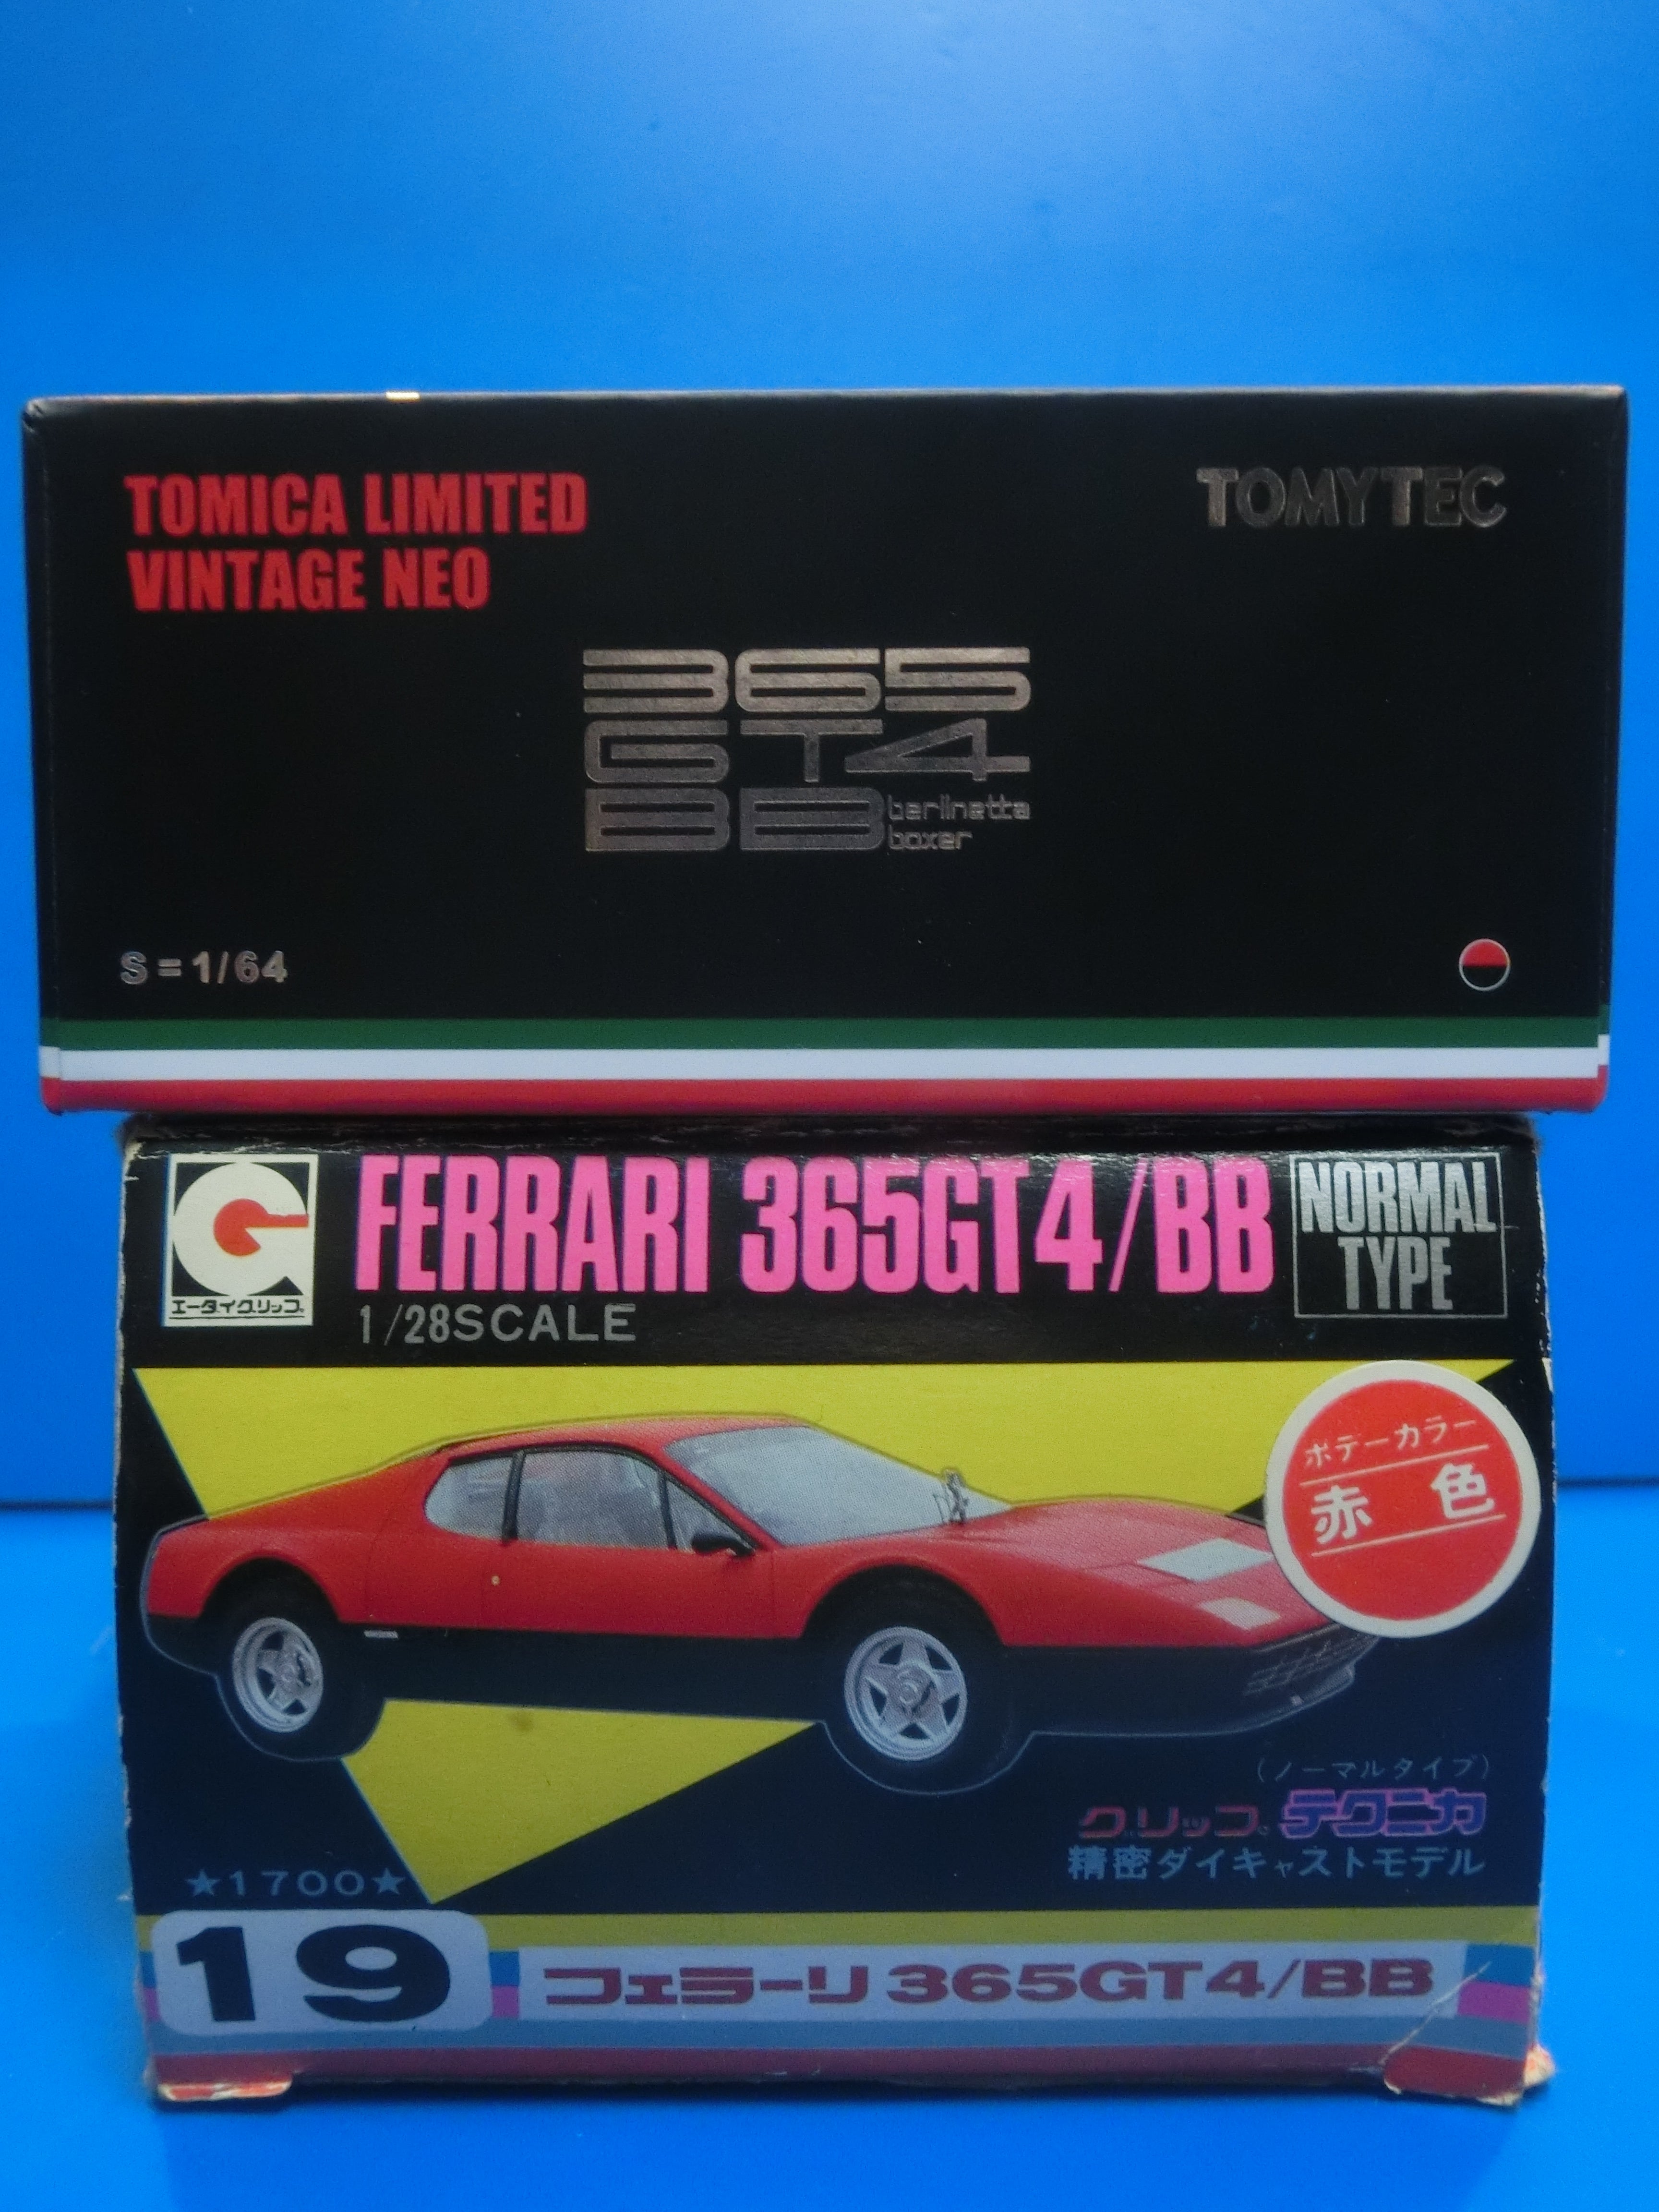 TOMICA LIMITED
VINTAGE NEO
TOMYTEC
365
GT4
BB berlinetta
boxer
S=1/64
エーダイグリップ
FERRARI 365GT4/BB
1/28SCALE
NORMAL
TYPE
ボデーカラー
赤色
(ノーマルタイプ)
グリップ テクニカ
精密ダイキャストモデル
★1700★
19
フェラーリ 365GT4/BB